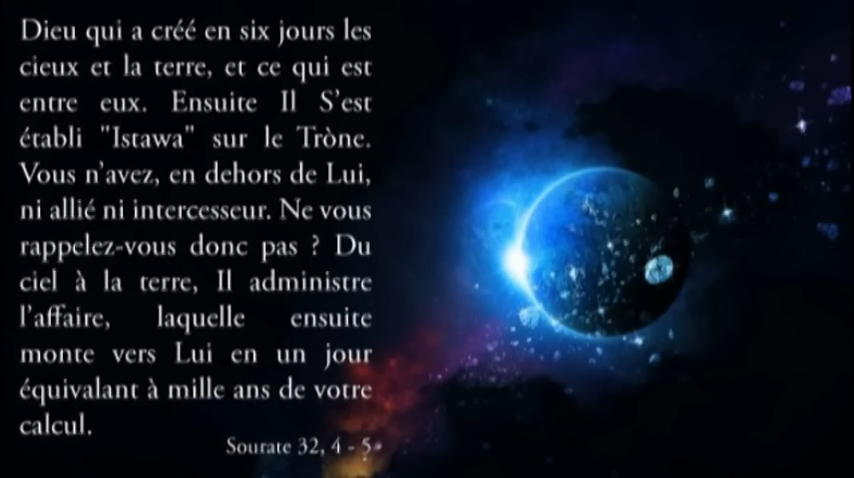 Dieu qui a créé en six jours les
cieux et la terre, et ce qui est
entre eux. Ensuite Il S’est
établi "Istawa" sur le Tròne.
Vous n’avez, en dehors de Lui,
ni allié ni intercesseur. Ne vous
rappelez-vous donc pas ? Du
ciel à la terre, Il administre
l’affaire, laquelle ensuite
monte vers Lui en un jour
équivalant à mille ans de votre
calcul.
Sourate 32, 4 - 5